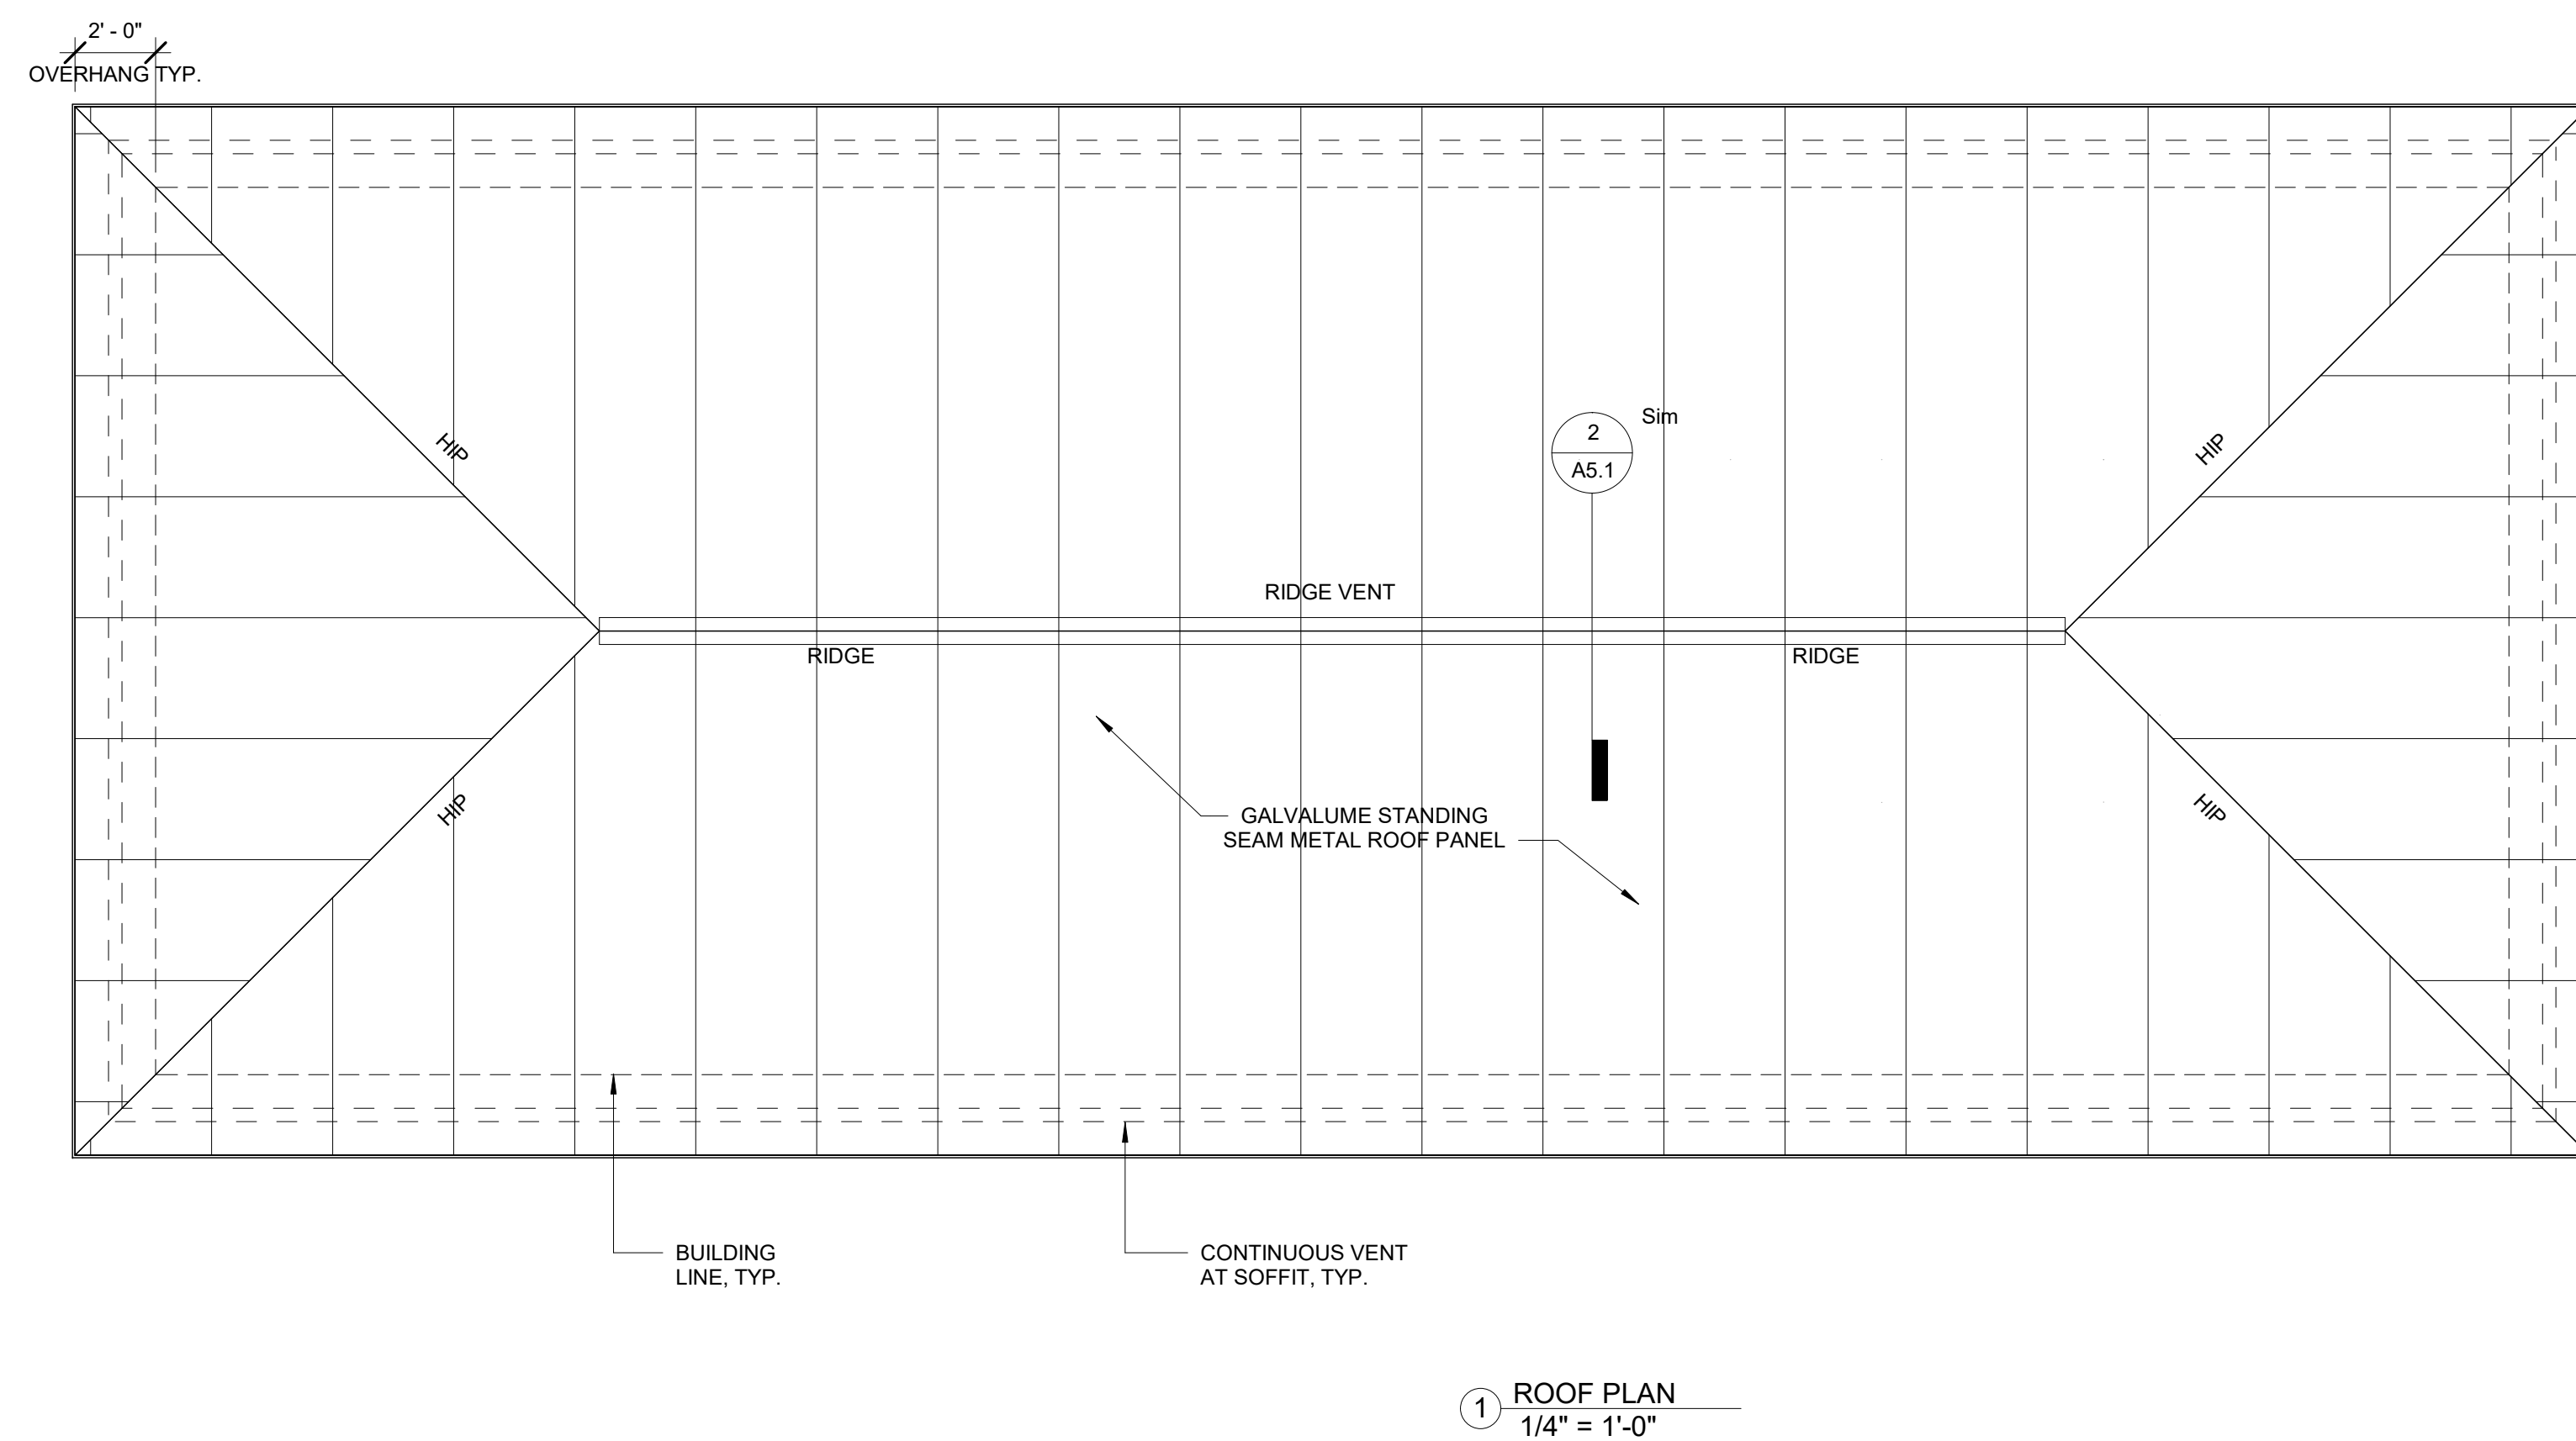 2' - 0"
OVERHANG TYP.
HIP
HIP
2
Sim
A5.1
RIDGE VENT
RIDGE
RIDGE
GALVALUME STANDING
SEAM METAL ROOF PANEL
HIP
HIP
BUILDING
LINE, TYP.
CONTINUOUS VENT
AT SOFFIT, TYP.
1
ROOF PLAN
1/4" = 1'-0"